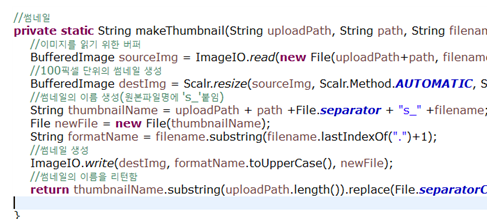 //썸네일
private static String makeThumbnail(String uploadPath, String path, String filenam
//이미지를 읽기 위한 버퍼
BufferedImage sourceImg = ImageIO.read(new File(uploadPath+path, filename
//100픽셀 단위의 썸네일 생성
BufferedImage destImg = Scalr.resize(sourceImg, Scalr.Method.AUTOMATIC, S
//썸네일의 이름 생성(원본파일명에 's_'붙임)
String thumbnailName = uploadPath + path +File.separator + "s_" +filename;
File newFile = new File(thumbnailName);
String formatName = filename.substring(filename.lastIndexOf(".")+1);
//썸네일 생성
ImageIO.write(destImg, formatName.toUpperCase(), newFile);
//썸네일의 이름을 리턴함
return thumbnailName.substring(uploadPath.length()).replace(File.separatorC
}